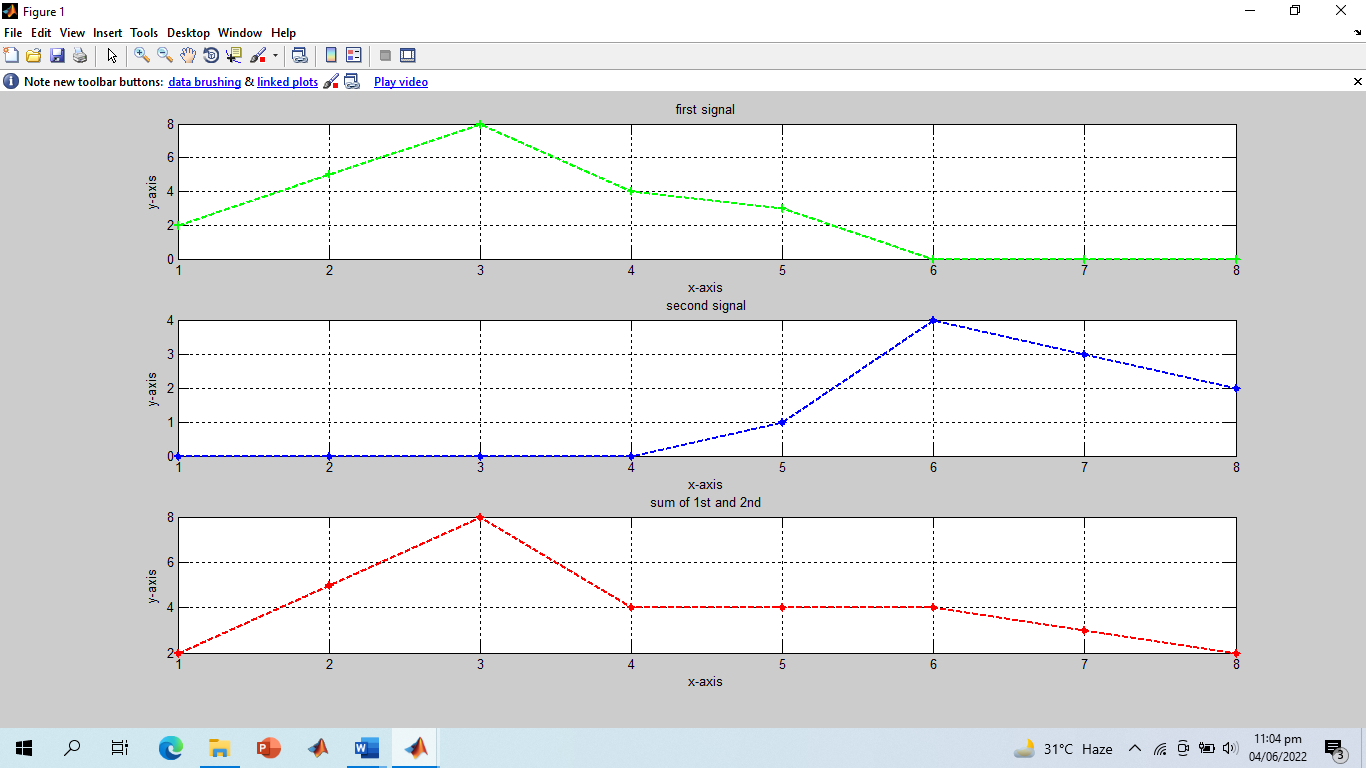 Figure 1
File Edit View Insert Tools Desktop Window Help
Note new toolbar buttons: data brushing & linked plots Play video
first signal
8
6
4
2
0
y-axis
1 2 3 4 5 6 7 8
x-axis
second signal
4
3
2
1
0
y-axis
1 2 3 4 5 6 7 8
x-axis
sum of 1st and 2nd
8
6
4
2
y-axis
1 2 3 4 5 6 7 8
x-axis
31°C Haze
11:04 pm
04/06/2022
3